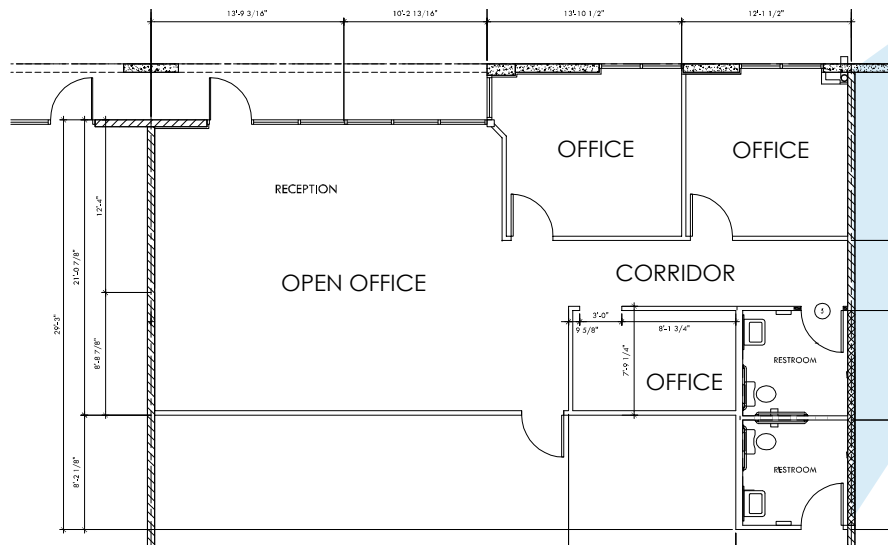 13'-9 3/16"
10'-2 13/16"
13'-10 1/2"
12'-1 1/2"
OFFICE
OFFICE
RECEPTION
12'-4"
21'-0 7/8"
OPEN OFFICE
CORRIDOR
29'-3"
3'-0"
5
9 5/8"
8'-1 3/4"
8'-8 7/8"
7'-9 1/4"
RESTROOM
OFFICE
8'-2 1/8"
RESTROOM